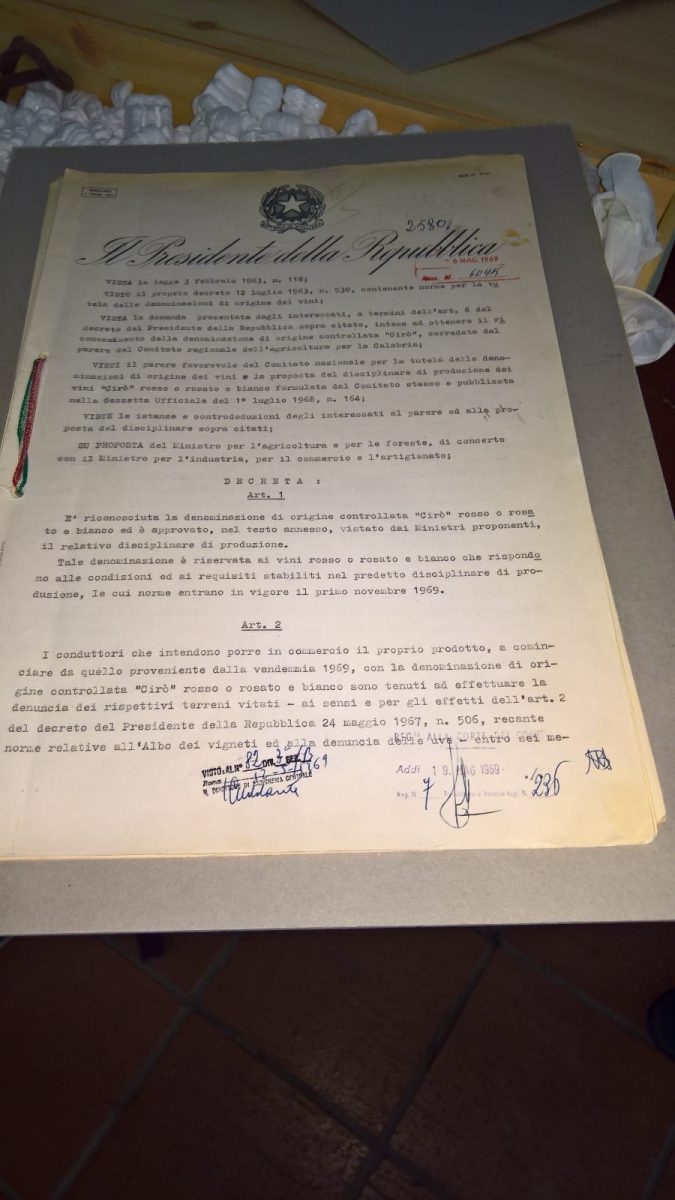 2580
Il Presidente della Repubblica
- 6 MAG 1969
6045
VISTA la legge 3 febbraio 1963, n. 116;
VISTO il proprio decreto 12 luglio 1963, n. 930, contenente norme per la tu
tela delle denominazioni di origine dei vini;
VISTA la domanda presentata dagli interessati, a termini dell'art. 6 del
decreto del Presidente della Repubblica sopra citato, intesa ad ottenere il ri
conoscimento della denominazione di origine controllata "Cirò", corredata dal
parere del Comitato regionale dell'agricoltura per la Calabria;
VISTI il parere favorevole del Comitato nazionale per la tutela delle deno-
minazioni di origine dei vini e la proposta del disciplinare di produzione dei
vini "Cirò" rosso o rosato e bianco formulata dal Comitato stesso e pubblicata
nella Gazzetta Ufficiale del 1° luglio 1968, n. 164;
VISTE le istanze e controdeduzioni degli interessati al parere ed alla pro-
posta del disciplinare sopra citati;
SU PROPOSTA del Ministro per l'agricoltura e per le foreste, di concerto
con il Ministro per l'industria, per il commercio e l'artigianato;
D E C R E T A :
Art. 1
E' riconosciuta la denominazione di origine controllata "Cirò" rosso o rosa
to e bianco ed è approvato, nel testo annesso, vistato dai Ministri proponenti,
il relativo disciplinare di produzione.
Tale denominazione è riservata ai vini rosso o rosato e bianco che rispondo
no alle condizioni ed ai requisiti stabiliti nel predetto disciplinare di pro-
duzione, le cui norme entrano in vigore il primo novembre 1969.
Art. 2
I conduttori che intendono porre in commercio il proprio prodotto, a comin-
ciare da quello proveniente dalla vendemmia 1969, con la denominazione di ori-
gine controllata "Cirò" rosso o rosato e bianco sono tenuti ad effettuare la
denuncia dei rispettivi terreni vitati - ai sensi e per gli effetti dell'art. 2
del decreto del Presidente della Repubblica 24 maggio 1967, n. 506, recante
norme relative all'Albo dei vigneti ed alla denuncia delle uve - entro sei me-
REG. ALLA CORTE DEI CONTI
VISTO: AL N° 82
Addì 19 MAG 1969
Roma
Reg. N. 7
N. 236